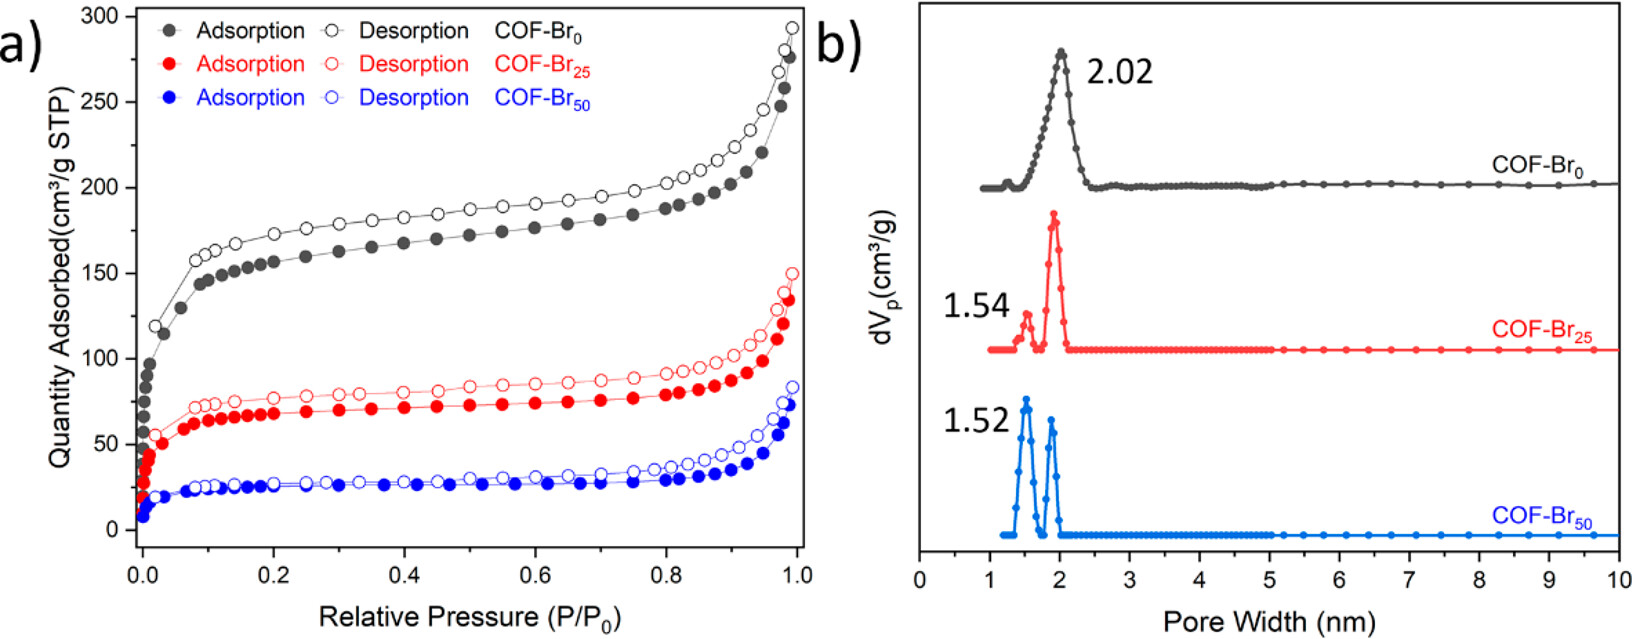 a)
Quantity Adsorbed(cm³/g STP)
300
250
200
150
100
50
0
Adsorption Desorption COF-Br₀
Adsorption Desorption COF-Br₂₅
Adsorption Desorption COF-Br₅₀
0.0 0.2 0.4 0.6 0.8 1.0
Relative Pressure (P/P₀)
b)
dVₚ(cm³/g)
2.02
COF-Br₀
1.54
COF-Br₂₅
1.52
COF-Br₅₀
0 1 2 3 4 5 6 7 8 9 10
Pore Width (nm)